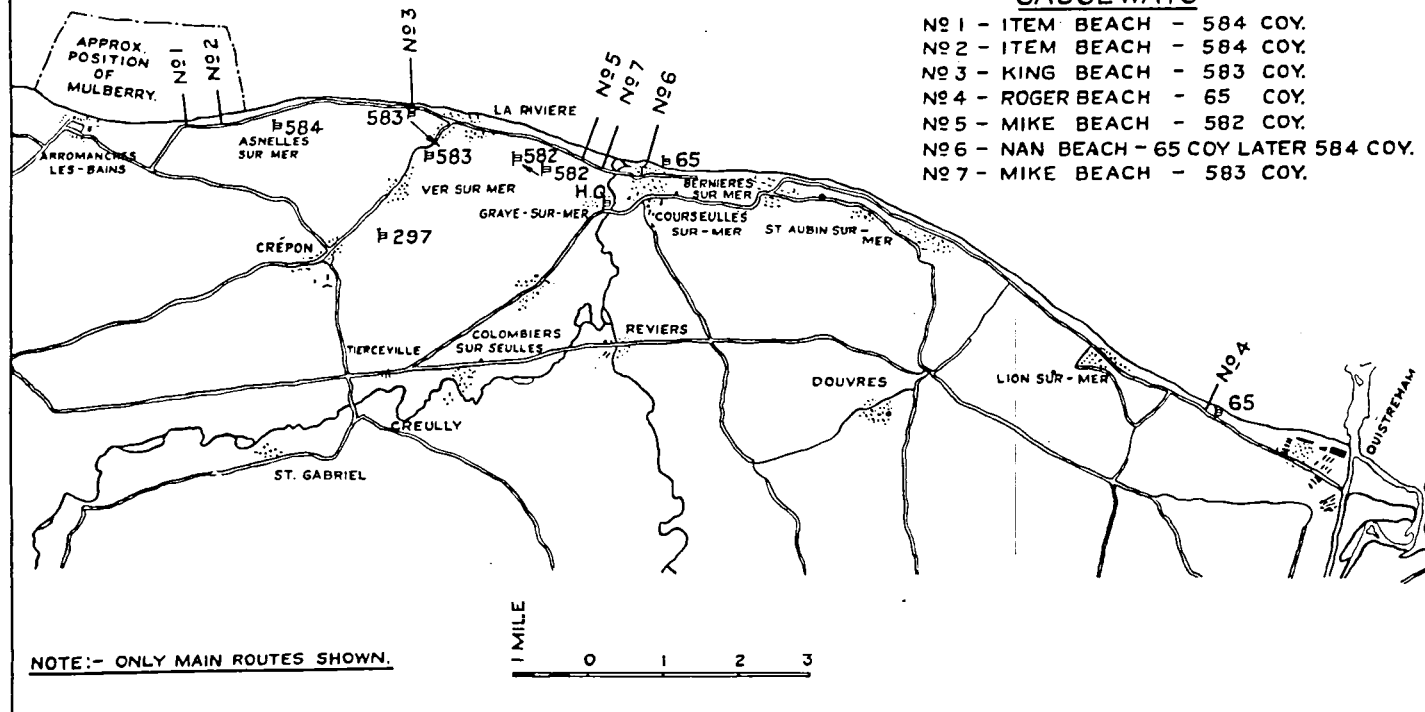 Nº 1 - ITEM BEACH - 584 COY.
Nº 2 - ITEM BEACH - 584 COY.
Nº 3 - KING BEACH - 583 COY.
Nº 4 - ROGER BEACH - 65 COY.
Nº 5 - MIKE BEACH - 582 COY.
Nº 6 - NAN BEACH - 65 COY LATER 584 COY.
Nº 7 - MIKE BEACH - 583 COY.
APPROX.
POSITION
OF
MULBERRY.
Nº 1
Nº 2
Nº 3
Nº 5
Nº 7
Nº 6
LA RIVIERE
584
ASNELLES
SUR MER
583
583
582
582
65
ARROMANCHES
LES-BAINS
VER SUR MER
H.Q.
GRAYE-SUR-MER
BERNIERES
SUR MER
COURSEULLES
SUR-MER
ST AUBIN SUR-
MER
CRÉPON
297
TIERCEVILLE
COLOMBIERS
SUR SEULLES
REVIERS
DOUVRES
LION SUR-MER
Nº 4
65
OUISTREHAM
CREULLY
ST. GABRIEL
NOTE:- ONLY MAIN ROUTES SHOWN.
1 MILE
0 1 2 3